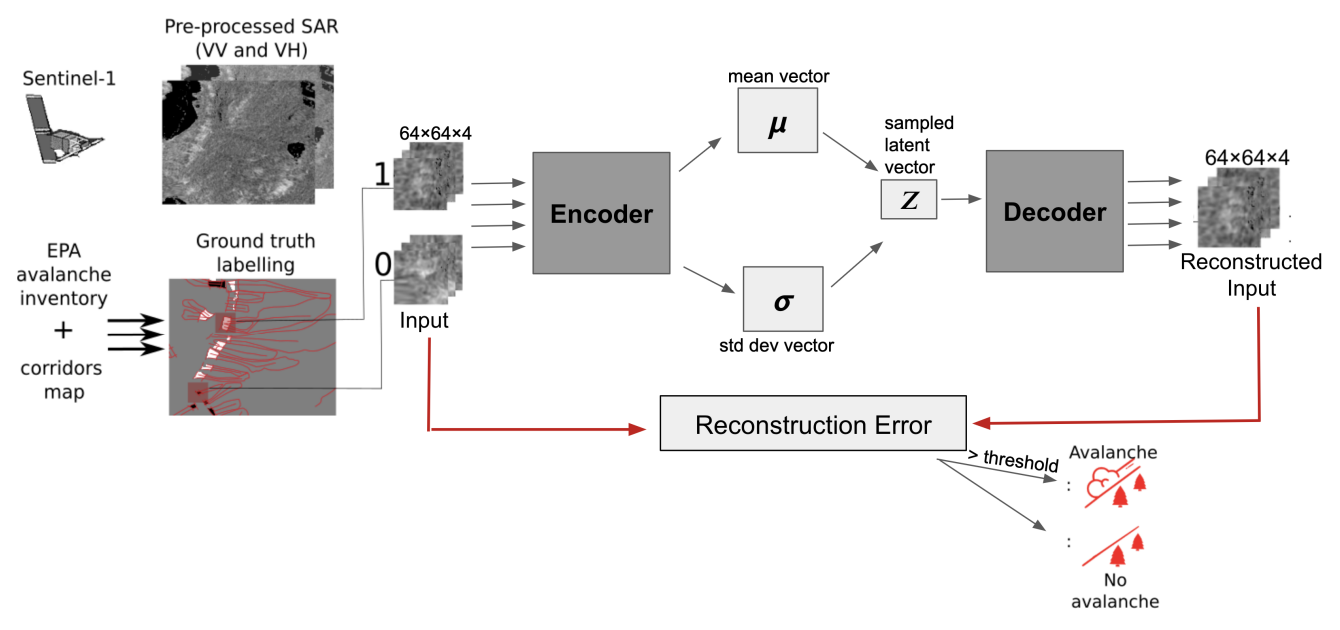 Pre-processed SAR
(VV and VH)
Sentinel-1
EPA
avalanche
inventory
+
corridors
map
Ground truth
labelling
64×64×4
1
0
Input
Encoder
mean vector
μ
σ
std dev vector
sampled
latent
vector
Z
Decoder
64×64×4
Reconstructed
Input
Reconstruction Error
> threshold
Avalanche
:
:
No
avalanche